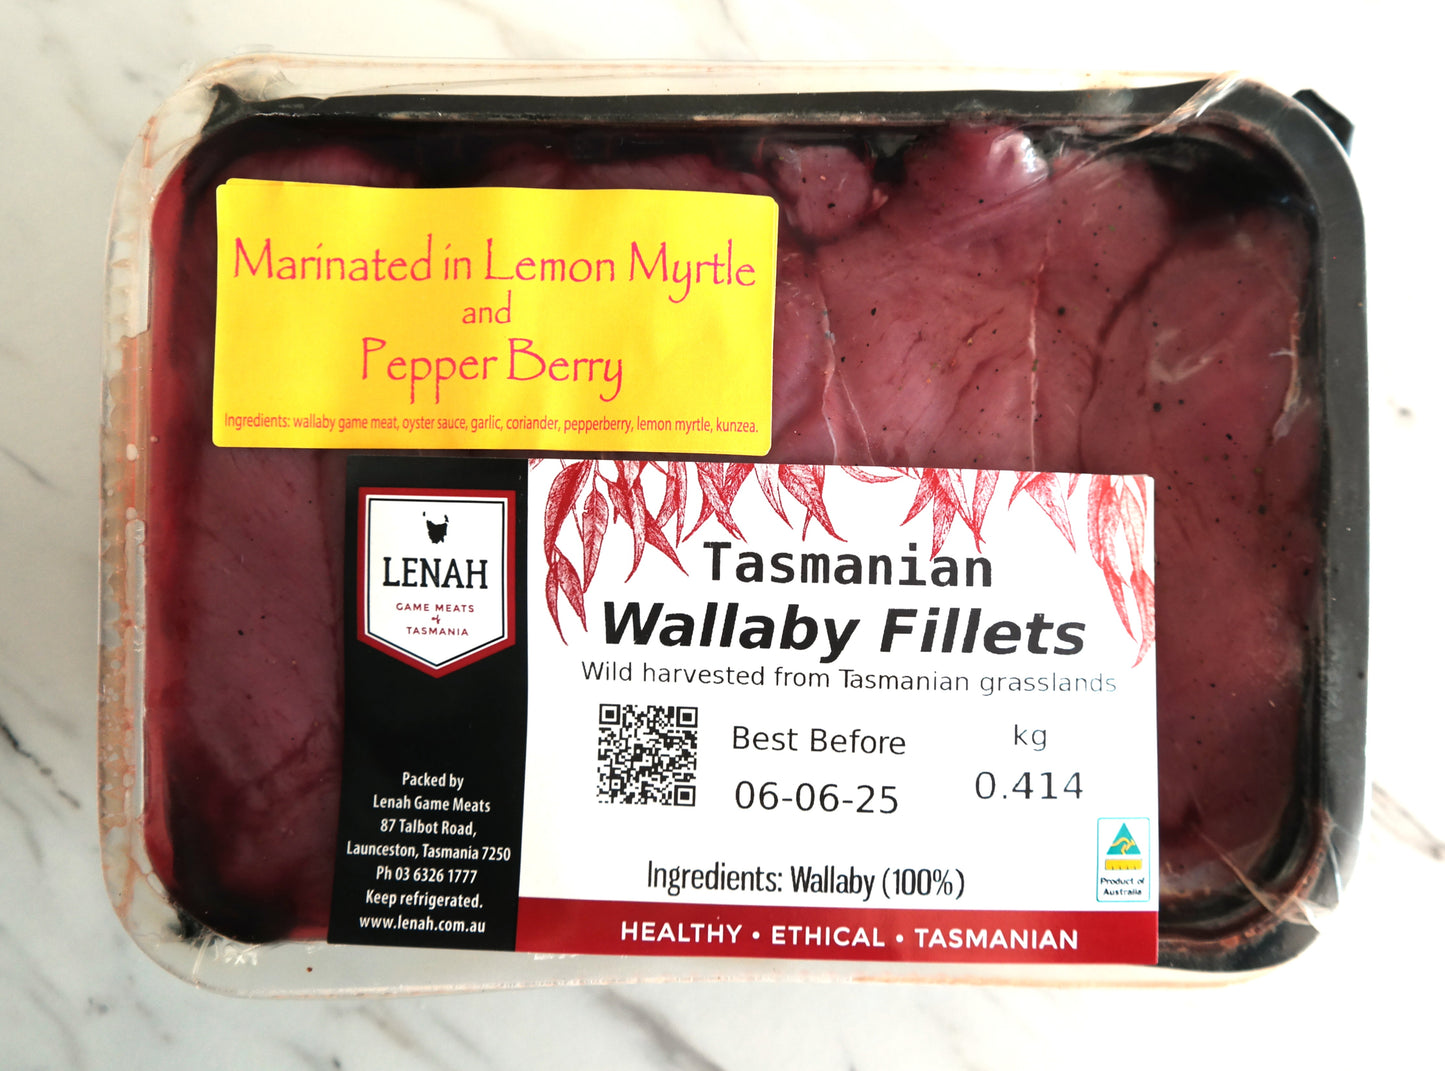 Marinated in Lemon Myrtle
and
Pepper Berry
Ingredients: wallaby game meat, oyster sauce, garlic, coriander, pepperberry, lemon myrtle, kunzea.
LENAH
GAME MEATS
of
TASMANIA
Packed by
Lenah Game Meats
87 Talbot Road,
Launceston, Tasmania 7250
Ph 03 6326 1777
Keep refrigerated.
www.lenah.com.au
Tasmanian
Wallaby Fillets
Wild harvested from Tasmanian grasslands
Best Before
06-06-25
kg
0.414
Product of
Australia
Ingredients: Wallaby (100%)
HEALTHY • ETHICAL • TASMANIAN